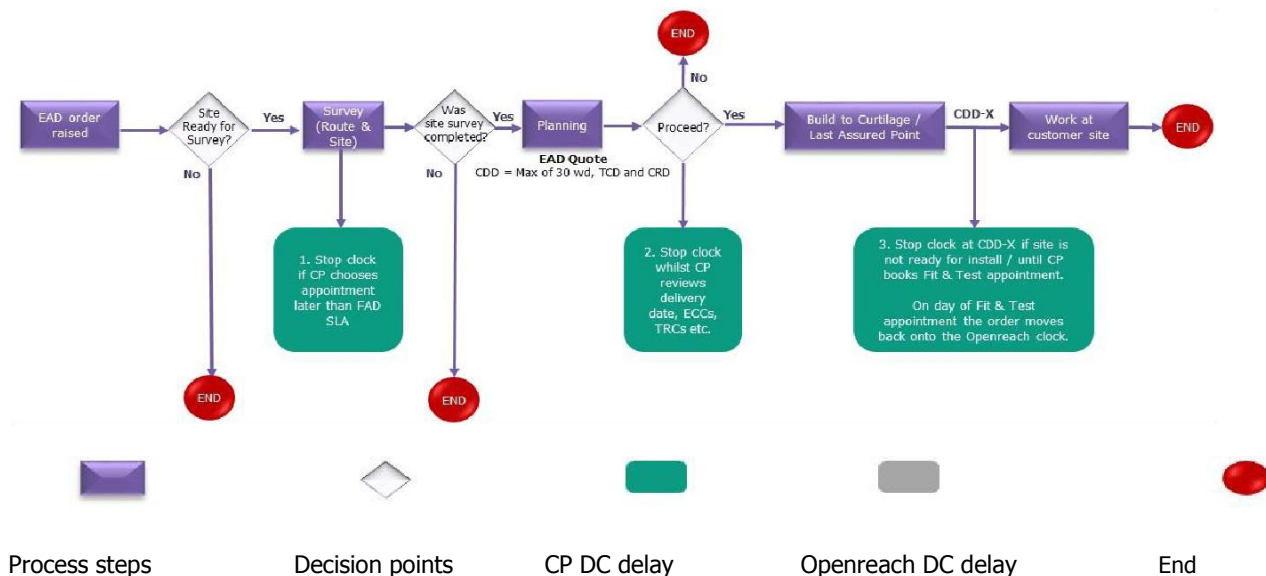 END
No
EAD order
raised
Site
Ready for
Survey?
Yes
No
Survey
(Route &
Site)
Was
site survey
completed?
Yes
No
Planning
EAD Quote
CDD = Max of 30 wd, TCD and CRD
Proceed?
Yes
Build to Curtilage /
Last Assured Point
CDD-X
Work at
customer site
END
1. Stop clock
if CP chooses
appointment
later than FAD
SLA
2. Stop clock
whilst CP
reviews
delivery
date, ECCs,
TRCs etc.
3. Stop clock at CDD-X if site is
not ready for install / until CP
books Fit & Test appointment.
On day of Fit & Test
appointment the order moves
back onto the Openreach clock.
END
END
Process steps
Decision points
CP DC delay
Openreach DC delay
End